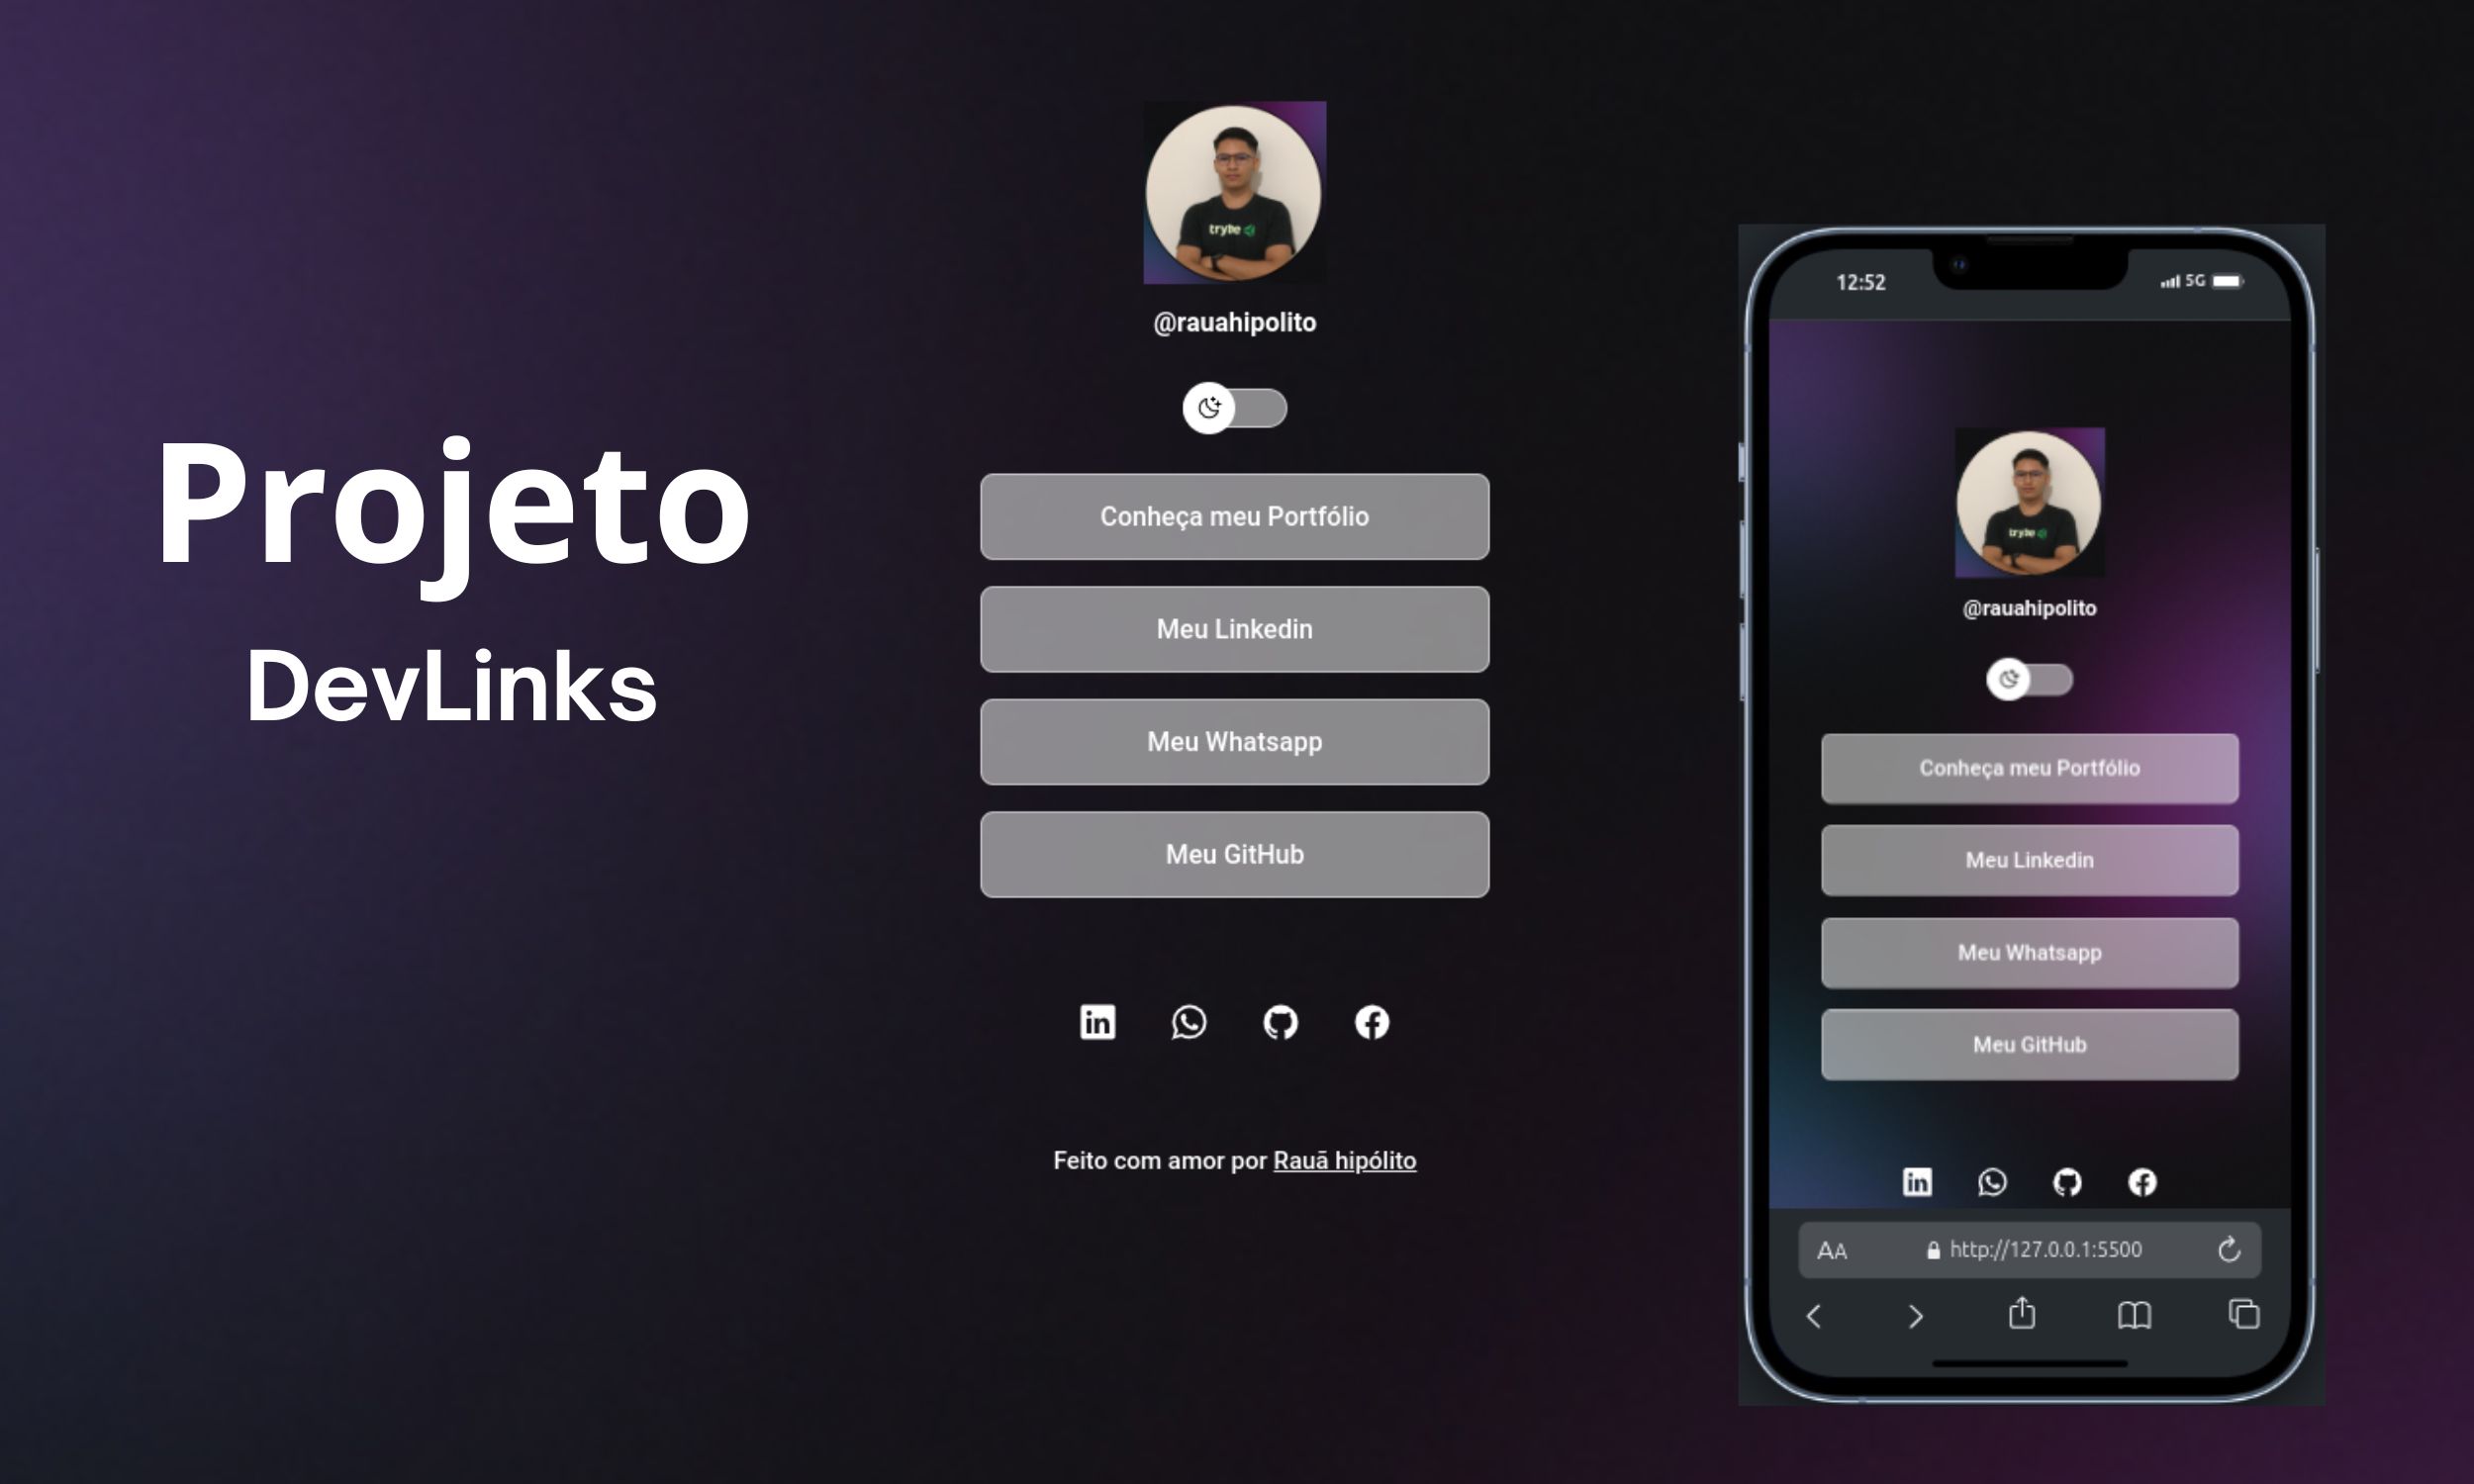 Projeto
DevLinks
trybe
@rauahipolito
Conheça meu Portfólio
Meu Linkedin
Meu Whatsapp
Meu GitHub
in
Feito com amor por Rauã hipólito
12:52
5G
trybe
@rauahipolito
Conheça meu Portfólio
Meu Linkedin
Meu Whatsapp
Meu GitHub
in
AA
http://127.0.0.1:5500